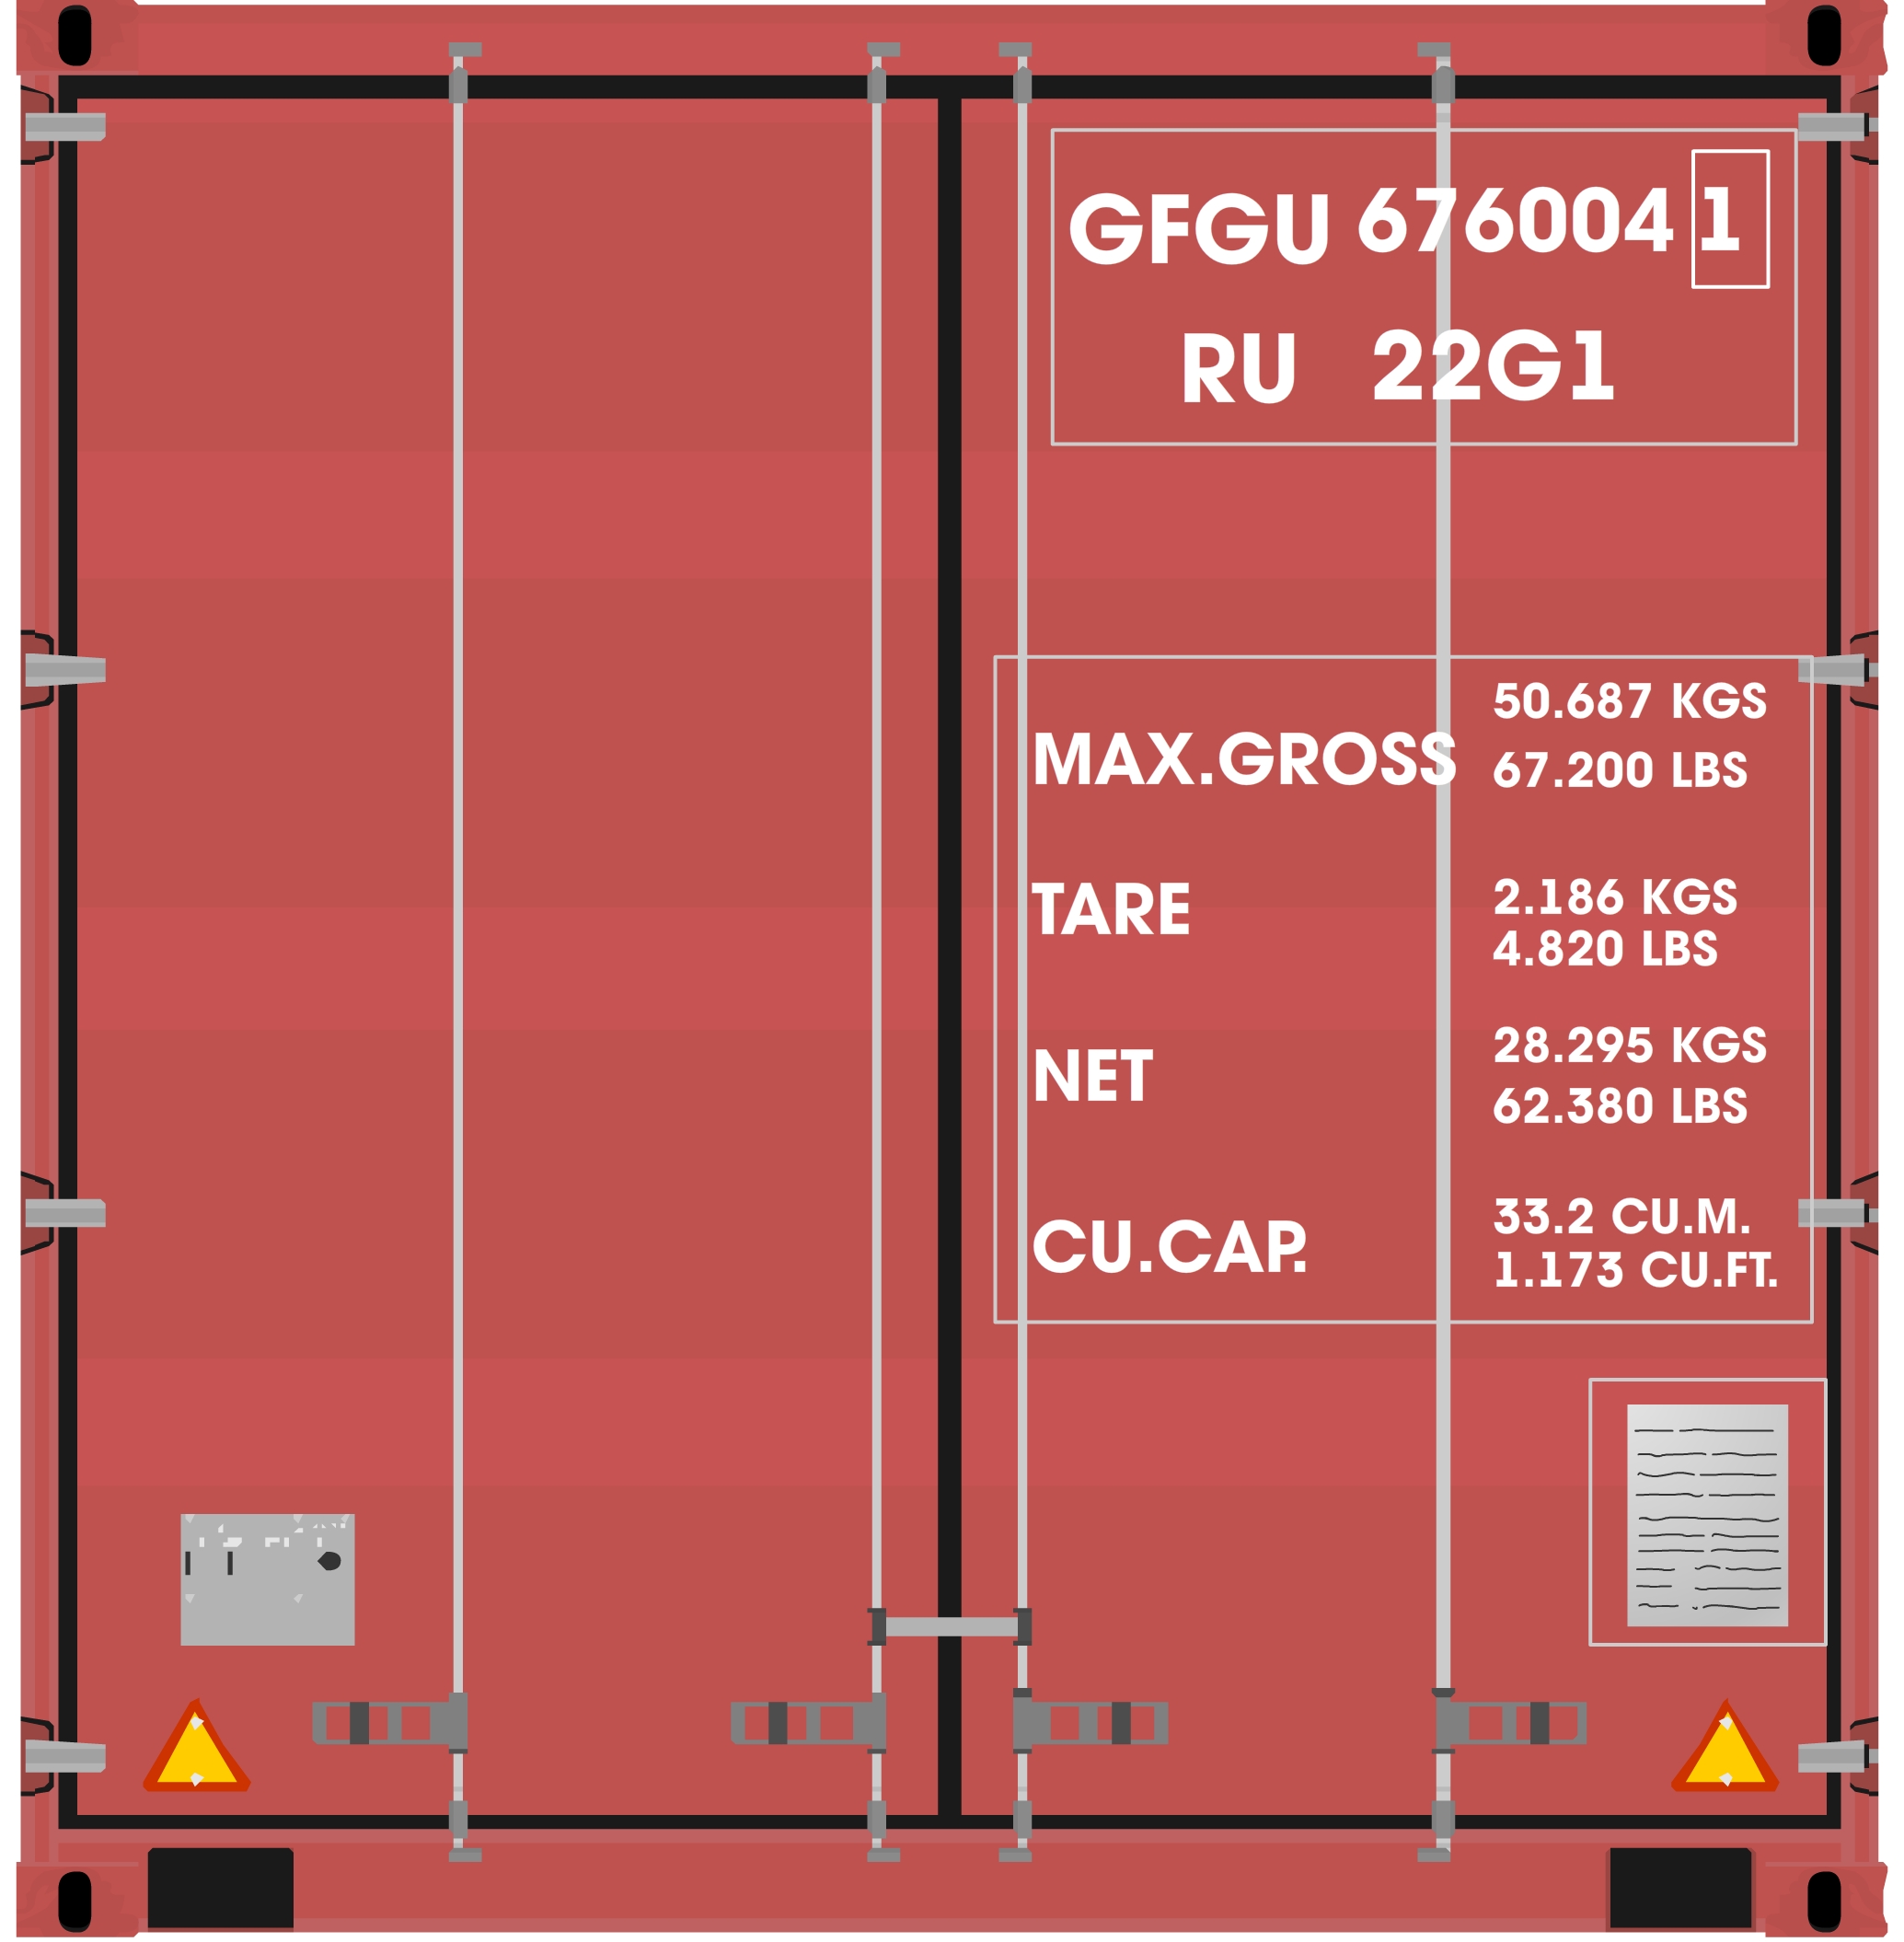 GFGU 676004 1
RU 22G1
50.687 KGS
MAX.GROSS 67.200 LBS
TARE 2.186 KGS
4.820 LBS
NET 28.295 KGS
62.380 LBS
CU.CAP. 33.2 CU.M.
1.173 CU.FT.